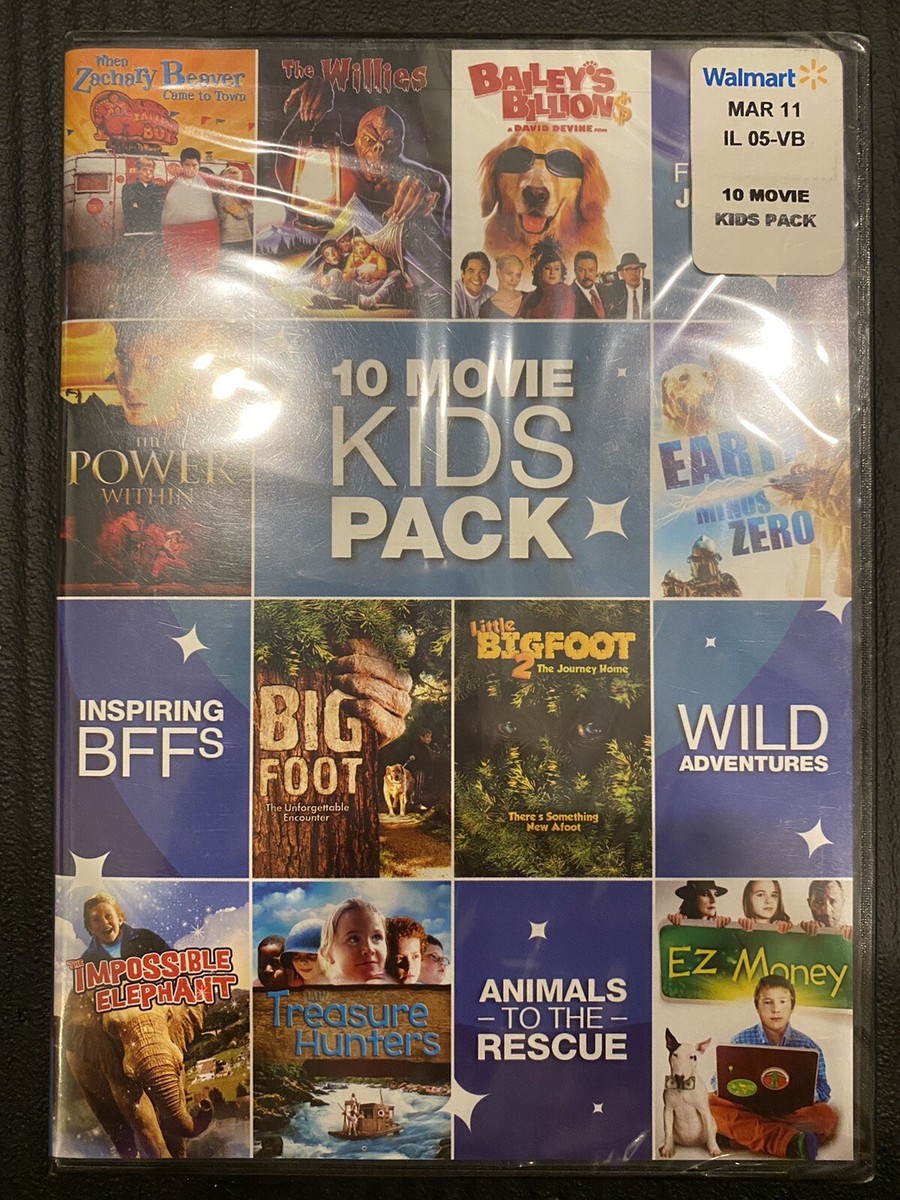 When
Zachary Beaver
Came to Town
The Willies
BAILEY'S
BILLION$
A DAVID DEVINE FILM
Walmart
MAR 11
IL 05-VB
10 MOVIE
KIDS PACK
F
J
THE
POWER
WITHIN
10 MOVIE
KIDS
PACK
EARTH
MINUS
ZERO
INSPIRING
BFFS
BIG
FOOT
The Unforgettable
Encounter
Little
BIGFOOT
2 The Journey Home
There's Something
New Afoot
WILD
ADVENTURES
THE
IMPOSSIBLE
ELEPHANT
Treasure
Hunters
ANIMALS
– TO THE –
RESCUE
EZ Money